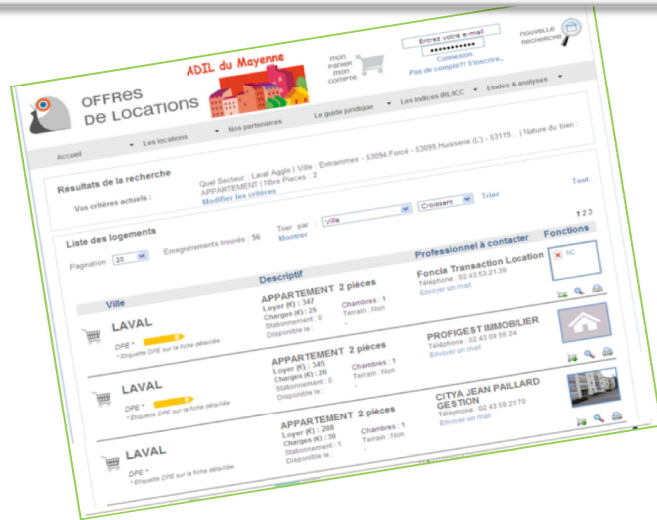 ADIL du Mayenne
OFFRES
DE LOCATIONS
mon
PANIER
mon
COMPTE
Entrez votre e-mail
Connexion
Pas de compte?! S'inscrire..
NOUVELLE
RECHERCHE
Accueil
Les locations
Nos partenaires
Le guide juridique
Les Indices IRL/ICC
Etudes & analyses
Résultats de la recherche
Vos critères actuels :
Quel Secteur : Laval Agglo | Ville : Entrammes - 53094,Forcé - 53099,Huisserie (L') - 53119... | Nature du bien :
APPARTEMENT | Nbre Pieces : 2
Modifier les critères
Liste des logements
Pagination : 20
Enregistrements trouvés : 56
Trier par : Ville Croissant Trier
Montrer
Tout
1 2 3
Ville Descriptif Professionnel à contacter Fonctions
LAVAL
DPE *
* Etiquette DPE sur la fiche détaillée
APPARTEMENT 2 pièces
Loyer (€) : 347
Charges (€) : 25
Stationnement : 0
Disponible le :
Chambres : 1
Terrain : Non
-
Foncia Transaction Location
Téléphone : 02.43.53.21.39
Envoyer un mail
NC
LAVAL
DPE *
* Etiquette DPE sur la fiche détaillée
APPARTEMENT 2 pièces
Loyer (€) : 345
Charges (€) : 20
Stationnement : 0
Disponible le :
Chambres : 1
Terrain : Non
-
PROFIGEST IMMOBILIER
Téléphone : 02 43 09 55 24
Envoyer un mail
LAVAL
DPE *
* Etiquette DPE sur la fiche détaillée
APPARTEMENT 2 pièces
Loyer (€) : 288
Charges (€) : 30
Stationnement : 1
Disponible le :
Chambres : 1
Terrain : Non
-
CITYA JEAN PAILLARD
GESTION
Téléphone : 02 43 59 2170
Envoyer un mail